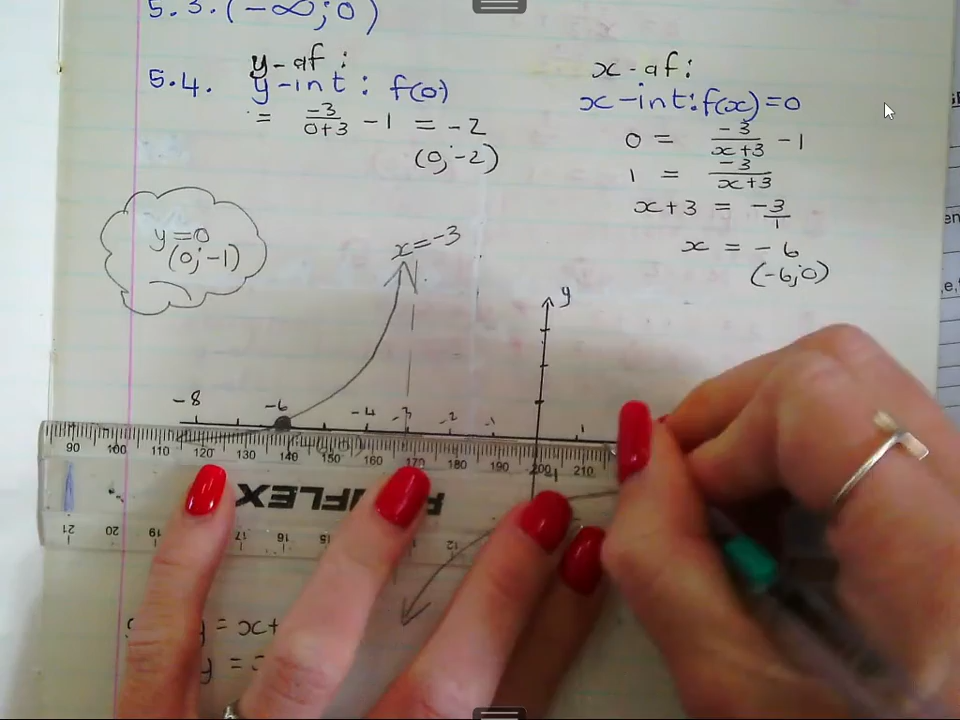 5.3. (-∞; 0)
y-af :
5.4. y-int : f(0)
= -3/(0+3) - 1 = -2
(0; -2)
x-af :
x-int : f(x) = 0
0 = -3/(x+3) - 1
1 = -3/(x+3)
x+3 = -3/1
x = -6
(-6; 0)
y=0
(0; -1)
x=-3
y
-8 -6 -4 -3 -2 -1 1
90 100 110 120 130 140 150 160 170 180 190 200 210
FLEX
21 20 19 17 16 15 12
y = x+
y =